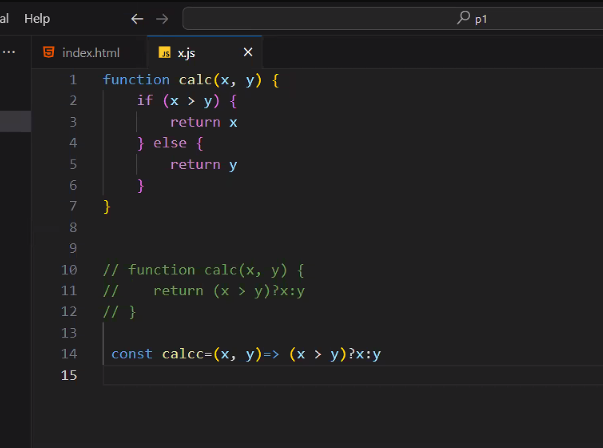 al Help
p1
index.html x.js
1 function calc(x, y) {
2 if (x > y) {
3 return x
4 } else {
5 return y
6 }
7 }
8
9
10 // function calc(x, y) {
11 // return (x > y)?x:y
12 // }
13
14 const calcc=(x, y)=> (x > y)?x:y
15